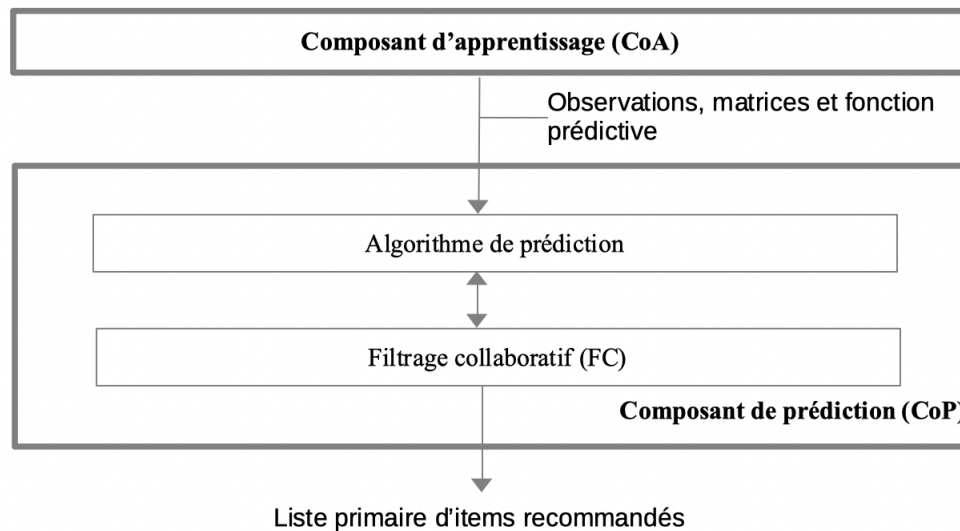 Composant d’apprentissage (CoA)
Observations, matrices et fonction
prédictive
Algorithme de prédiction
Filtrage collaboratif (FC)
Composant de prédiction (CoP)
Liste primaire d’items recommandés